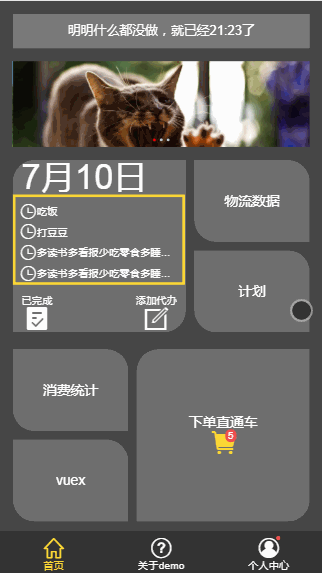 明明什么都没做，就已经21:23了
7月10日
吃饭
打豆豆
多读书多看报少吃零食多睡...
多读书多看报少吃零食多睡...
已完成
添加代办
物流数据
计划
消费统计
vuex
下单直通车
5
首页
关于demo
个人中心